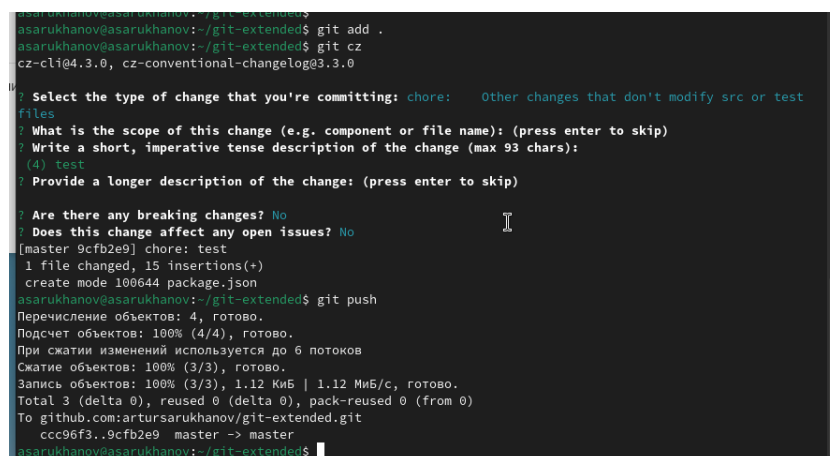 asarukhanov@asarukhanov:~/git-extended$
asarukhanov@asarukhanov:~/git-extended$ git add .
asarukhanov@asarukhanov:~/git-extended$ git cz
cz-cli@4.3.0, cz-conventional-changelog@3.3.0
? Select the type of change that you're committing: chore:    Other changes that don't modify src or test
files
? What is the scope of this change (e.g. component or file name): (press enter to skip)
? Write a short, imperative tense description of the change (max 93 chars):
 (4) test
? Provide a longer description of the change: (press enter to skip)
? Are there any breaking changes? No
? Does this change affect any open issues? No
[master 9cfb2e9] chore: test
 1 file changed, 15 insertions(+)
 create mode 100644 package.json
asarukhanov@asarukhanov:~/git-extended$ git push
Перечисление объектов: 4, готово.
Подсчет объектов: 100% (4/4), готово.
При сжатии изменений используется до 6 потоков
Сжатие объектов: 100% (3/3), готово.
Запись объектов: 100% (3/3), 1.12 КиБ | 1.12 МиБ/с, готово.
Total 3 (delta 0), reused 0 (delta 0), pack-reused 0 (from 0)
To github.com:artursarukhanov/git-extended.git
   ccc96f3..9cfb2e9  master -> master
asarukhanov@asarukhanov:~/git-extended$